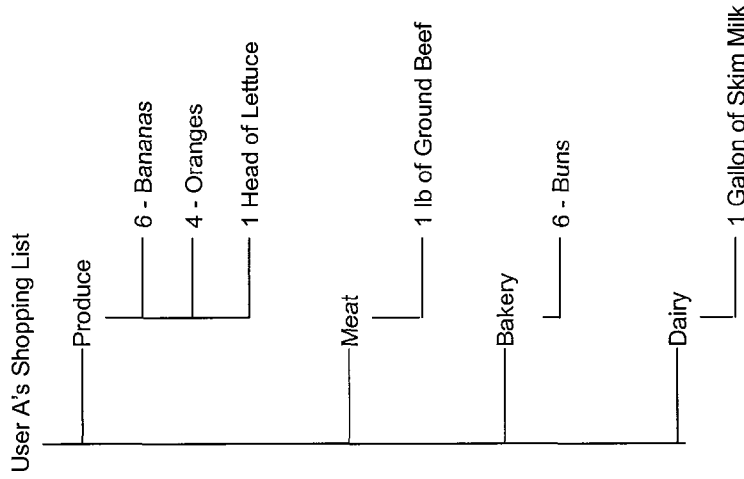 User A's Shopping List
Produce
6 - Bananas
4 - Oranges
1 Head of Lettuce
Meat
1 lb of Ground Beef
Bakery
6 - Buns
Dairy
1 Gallon of Skim Milk